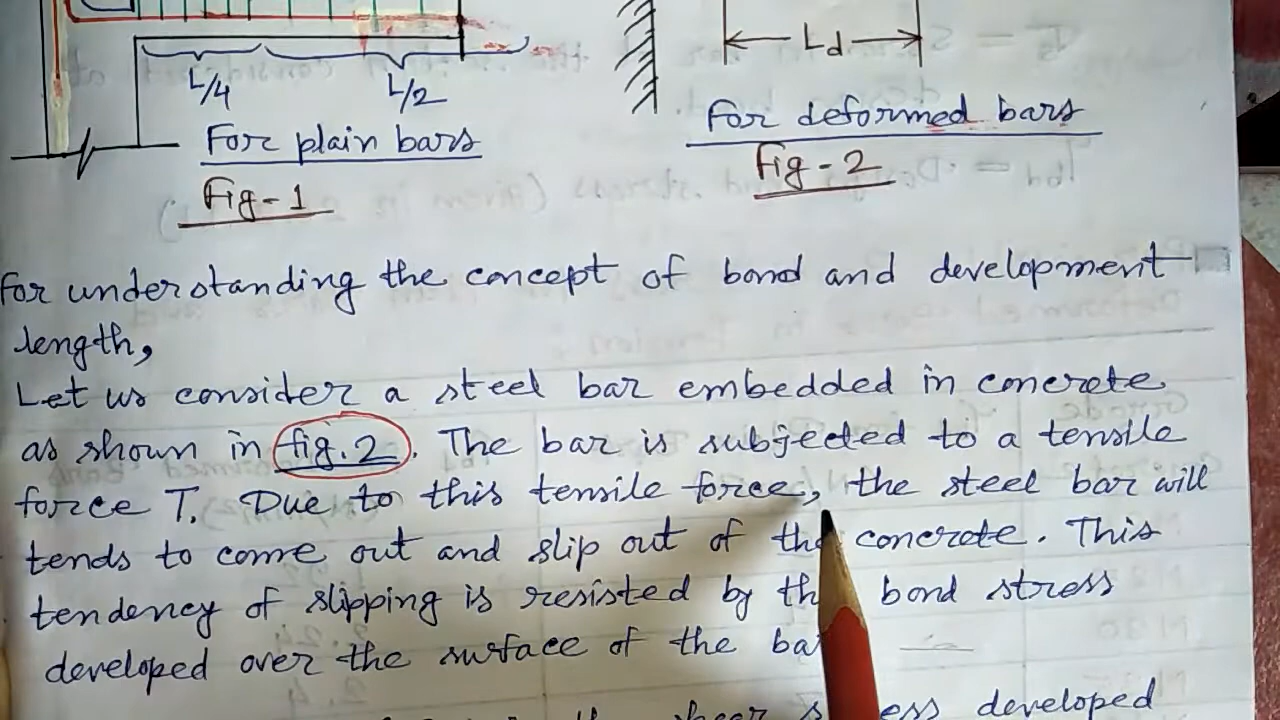 L/4
L/2
For plain bars
Fig-1
Ld
For deformed bars
Fig-2
For understanding the concept of bond and development
length,
Let us consider a steel bar embedded in concrete
as shown in fig.2. The bar is subjected to a tensile
force T. Due to this tensile force, the steel bar will
tends to come out and slip out of the concrete. This
tendency of slipping is resisted by the bond stress
developed over the surface of the ba
shear developed